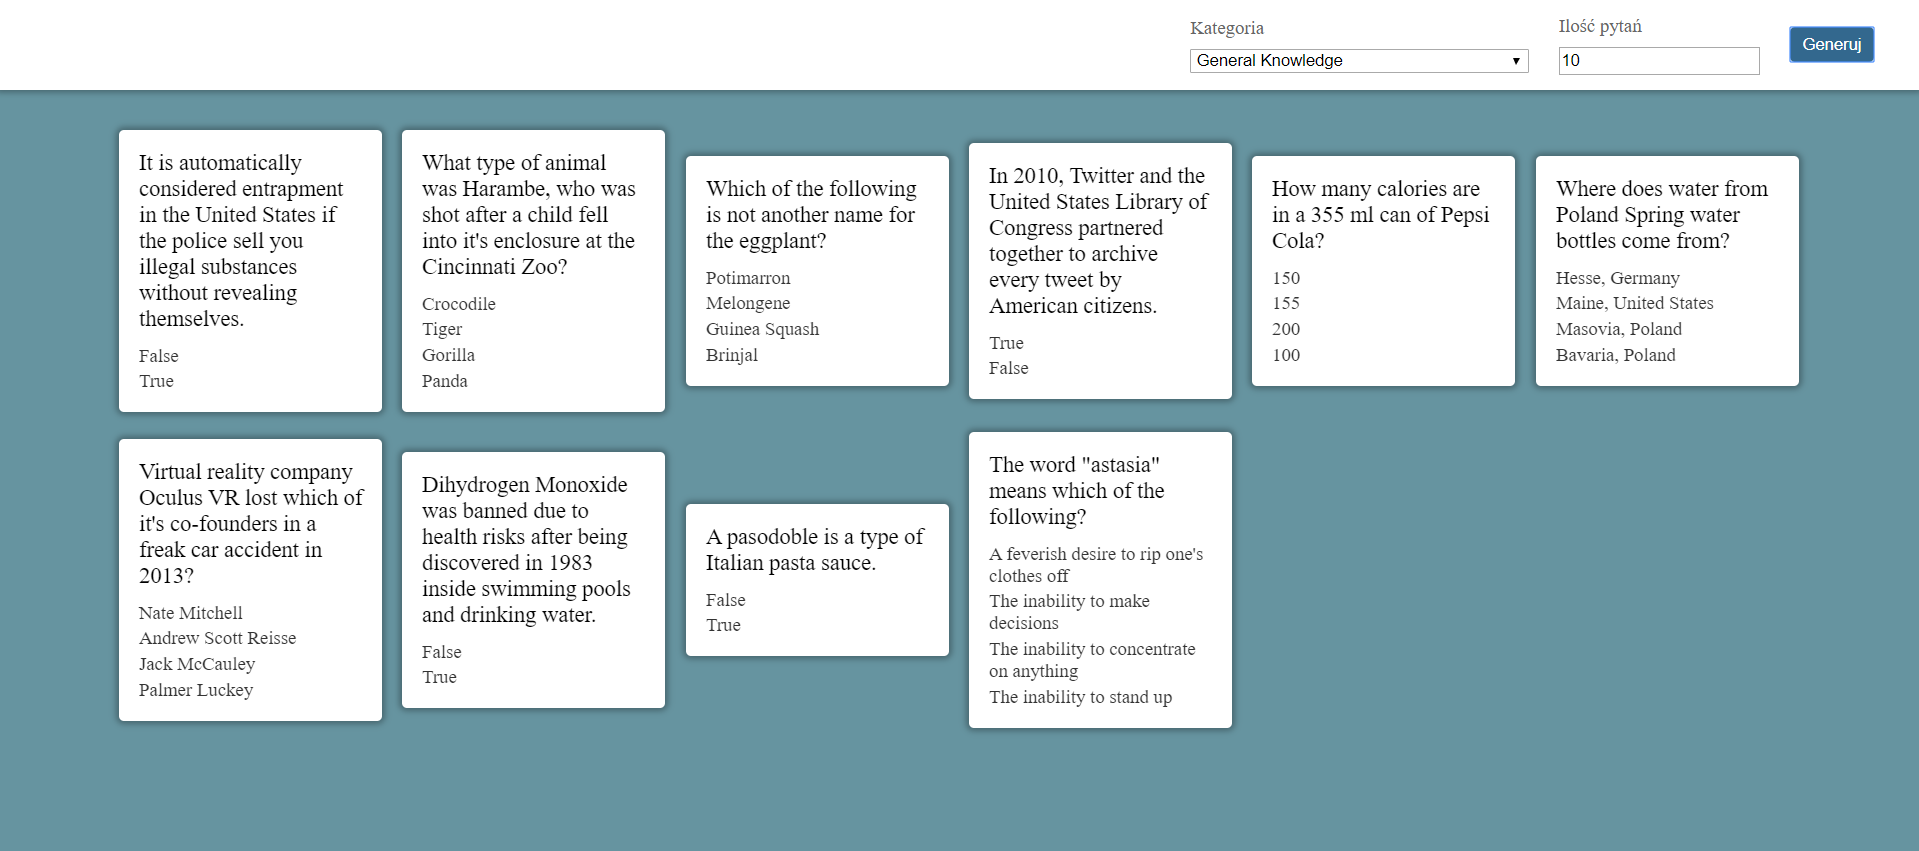 Kategoria
General Knowledge
Ilość pytań
10
Generuj
It is automatically
considered entrapment
in the United States if
the police sell you
illegal substances
without revealing
themselves.
False
True
What type of animal
was Harambe, who was
shot after a child fell
into it's enclosure at the
Cincinnati Zoo?
Crocodile
Tiger
Gorilla
Panda
Which of the following
is not another name for
the eggplant?
Potimarron
Melongene
Guinea Squash
Brinjal
In 2010, Twitter and the
United States Library of
Congress partnered
together to archive
every tweet by
American citizens.
True
False
How many calories are
in a 355 ml can of Pepsi
Cola?
150
155
200
100
Where does water from
Poland Spring water
bottles come from?
Hesse, Germany
Maine, United States
Masovia, Poland
Bavaria, Poland
Virtual reality company
Oculus VR lost which of
it's co-founders in a
freak car accident in
2013?
Nate Mitchell
Andrew Scott Reisse
Jack McCauley
Palmer Luckey
Dihydrogen Monoxide
was banned due to
health risks after being
discovered in 1983
inside swimming pools
and drinking water.
False
True
A pasodoble is a type of
Italian pasta sauce.
False
True
The word "astasia"
means which of the
following?
A feverish desire to rip one's
clothes off
The inability to make
decisions
The inability to concentrate
on anything
The inability to stand up